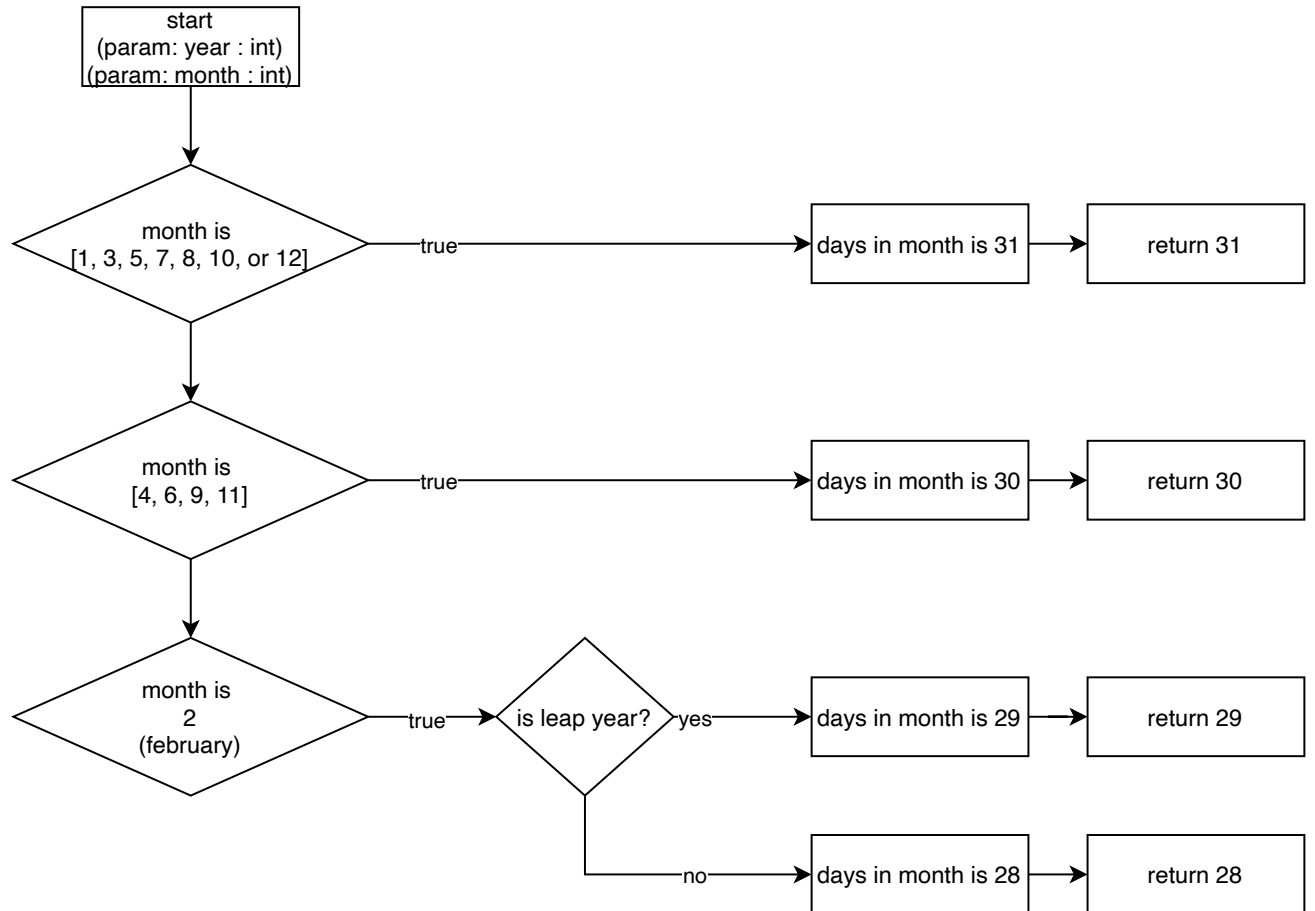 start
(param: year : int)
(param: month : int)
month is
[1, 3, 5, 7, 8, 10, or 12]
true
days in month is 31
return 31
month is
[4, 6, 9, 11]
true
days in month is 30
return 30
month is
2
(february)
true
is leap year?
yes
days in month is 29
return 29
no
days in month is 28
return 28